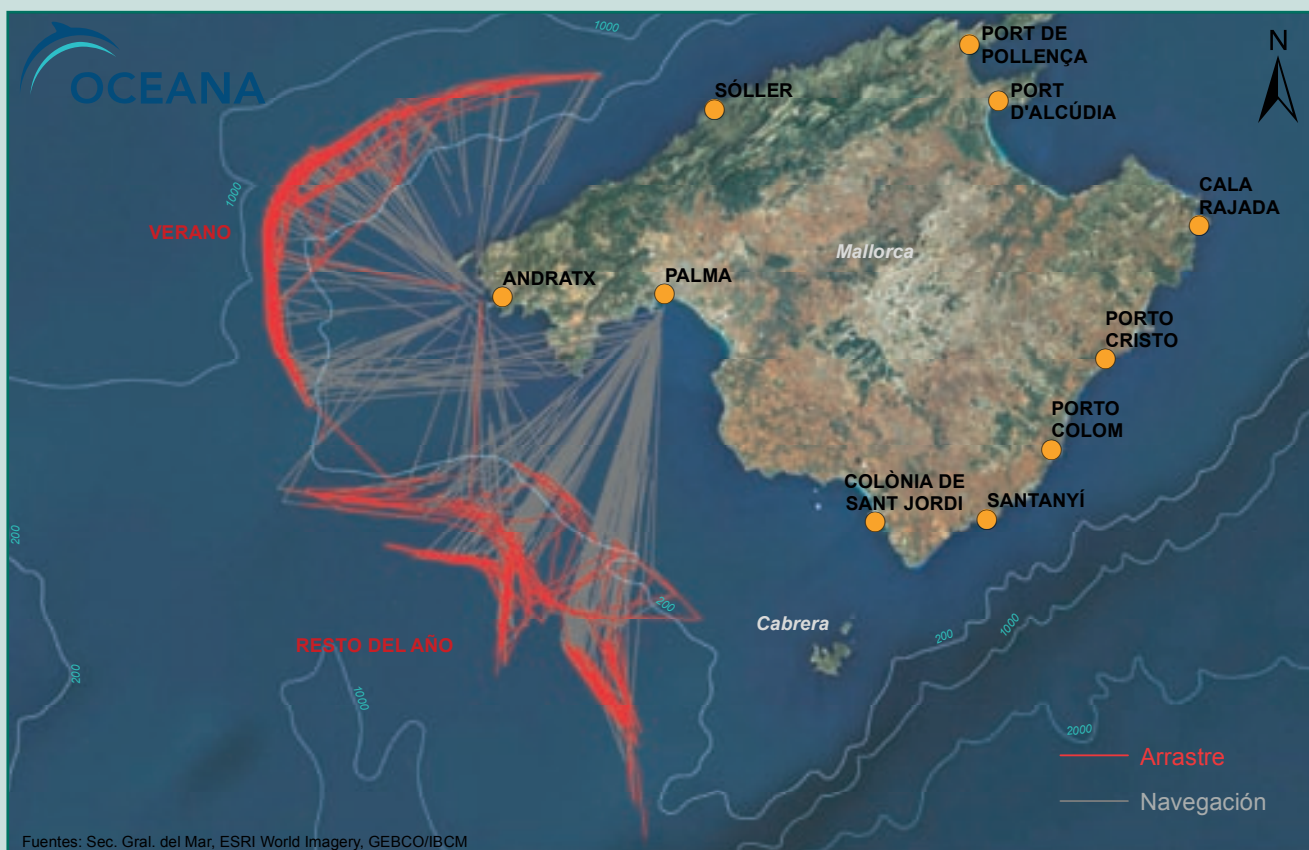 OCEANA
1000
PORT DE
POLLENÇA
N
SÓLLER
PORT
D'ALCÚDIA
1000
CALA
RAJADA
VERANO
Mallorca
ANDRATX
PALMA
PORTO
CRISTO
PORTO
COLOM
COLÒNIA DE
SANT JORDI
SANTANYÍ
200
200
Cabrera
200
1000
RESTO DEL AÑO
200
1000
2000
Arrastre
Navegación
Fuentes: Sec. Gral. del Mar, ESRI World Imagery, GEBCO/IBCM